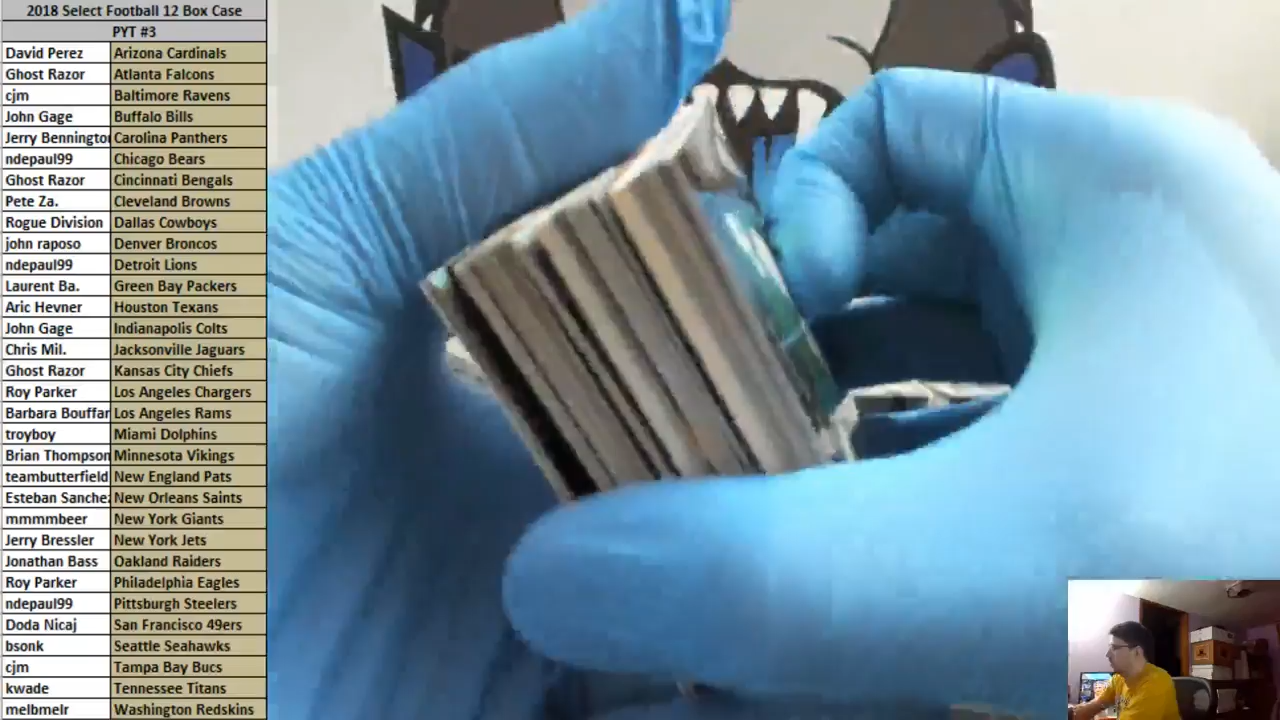 2018 Select Football 12 Box Case
PYT #3
David Perez Arizona Cardinals
Ghost Razor Atlanta Falcons
cjm Baltimore Ravens
John Gage Buffalo Bills
Jerry Bennington Carolina Panthers
ndepaul99 Chicago Bears
Ghost Razor Cincinnati Bengals
Pete Za. Cleveland Browns
Rogue Division Dallas Cowboys
john raposo Denver Broncos
ndepaul99 Detroit Lions
Laurent Ba. Green Bay Packers
Aric Hevner Houston Texans
John Gage Indianapolis Colts
Chris Mil. Jacksonville Jaguars
Ghost Razor Kansas City Chiefs
Roy Parker Los Angeles Chargers
Barbara Bouffar Los Angeles Rams
troyboy Miami Dolphins
Brian Thompson Minnesota Vikings
teambutterfield New England Pats
Esteban Sanchez New Orleans Saints
mmmmbeer New York Giants
Jerry Bressler New York Jets
Jonathan Bass Oakland Raiders
Roy Parker Philadelphia Eagles
ndepaul99 Pittsburgh Steelers
Doda Nicaj San Francisco 49ers
bsonk Seattle Seahawks
cjm Tampa Bay Bucs
kwade Tennessee Titans
melbmelr Washington Redskins